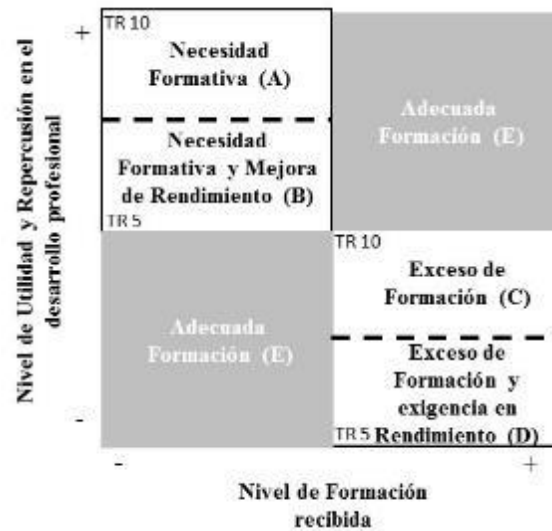 Nivel de Utilidad y Repercusión en el
desarrollo profesional
+
-
TR 10
Necesidad
Formativa (A)
Necesidad
Formativa y Mejora
de Rendimiento (B)
TR 5
Adecuada
Formación (E)
Adecuada
Formación (E)
TR 10
Exceso de
Formación (C)
Exceso de
Formación y
exigencia en
TR 5 Rendimiento (D)
-
+
Nivel de Formación
recibida